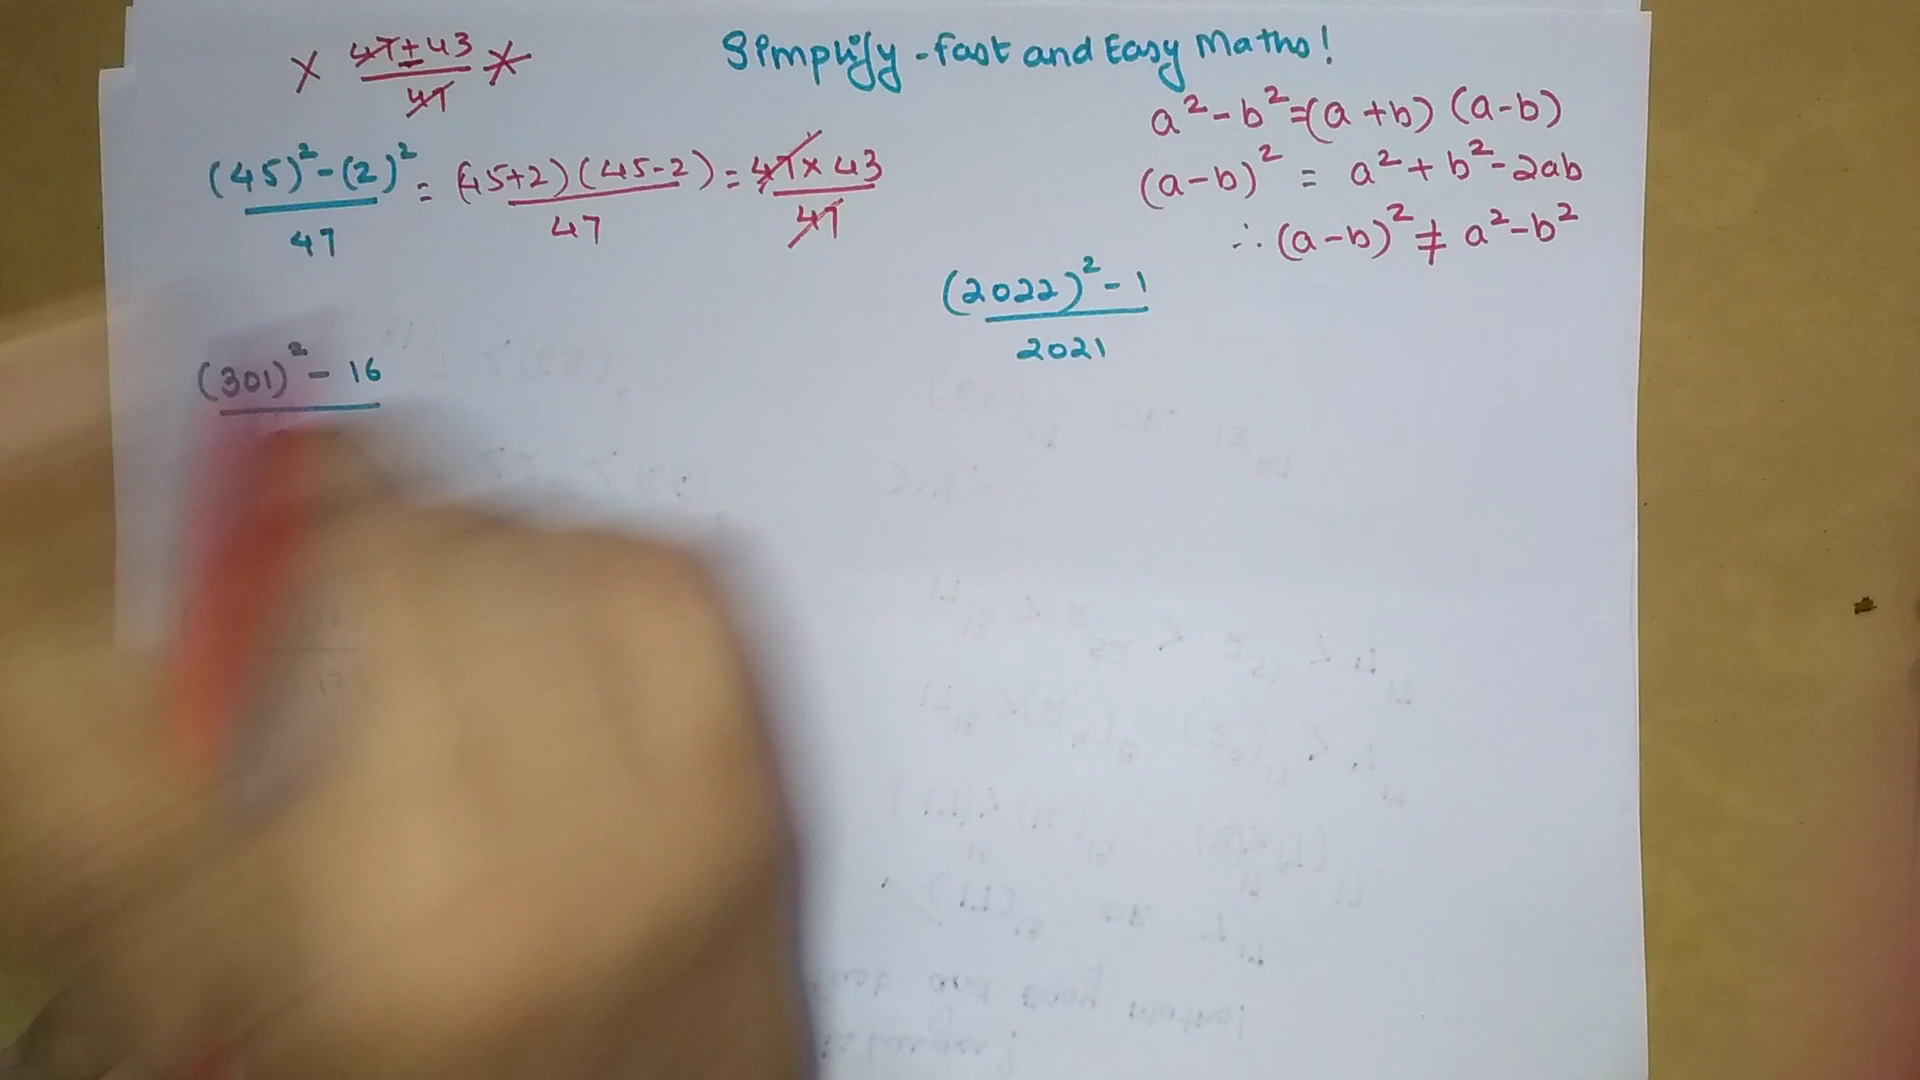 × 47+43 / 47 ×
Simplify - Fast and Easy Maths!
a² - b² = (a+b) (a-b)
(a-b)² = a² + b² - 2ab
∴ (a-b)² ≠ a² - b²
(45)² - (2)² / 47 = (45+2) (45-2) / 47 = 47 × 43 / 47
(2022)² - 1
2021
(301)² - 16